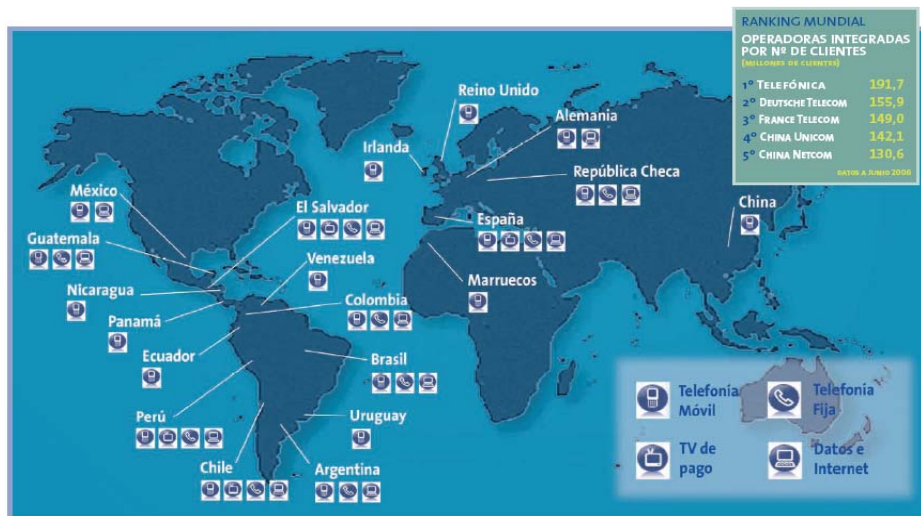 RANKING MUNDIAL
OPERADORAS INTEGRADAS
POR Nº DE CLIENTES
(MILLONES DE CLIENTES)
1º TELEFÓNICA 191,7
2º DEUTSCHE TELECOM 155,9
3º FRANCE TELECOM 149,0
4º CHINA UNICOM 142,1
5º CHINA NETCOM 130,6
DATOS A JUNIO 2006
Reino Unido
Alemania
Irlanda
República Checa
México
El Salvador
España
China
Guatemala
Venezuela
Marruecos
Nicaragua
Colombia
Panamá
Ecuador
Brasil
Perú
Uruguay
Chile
Argentina
Telefonía
Móvil
Telefonía
Fija
TV de
pago
Datos e
Internet